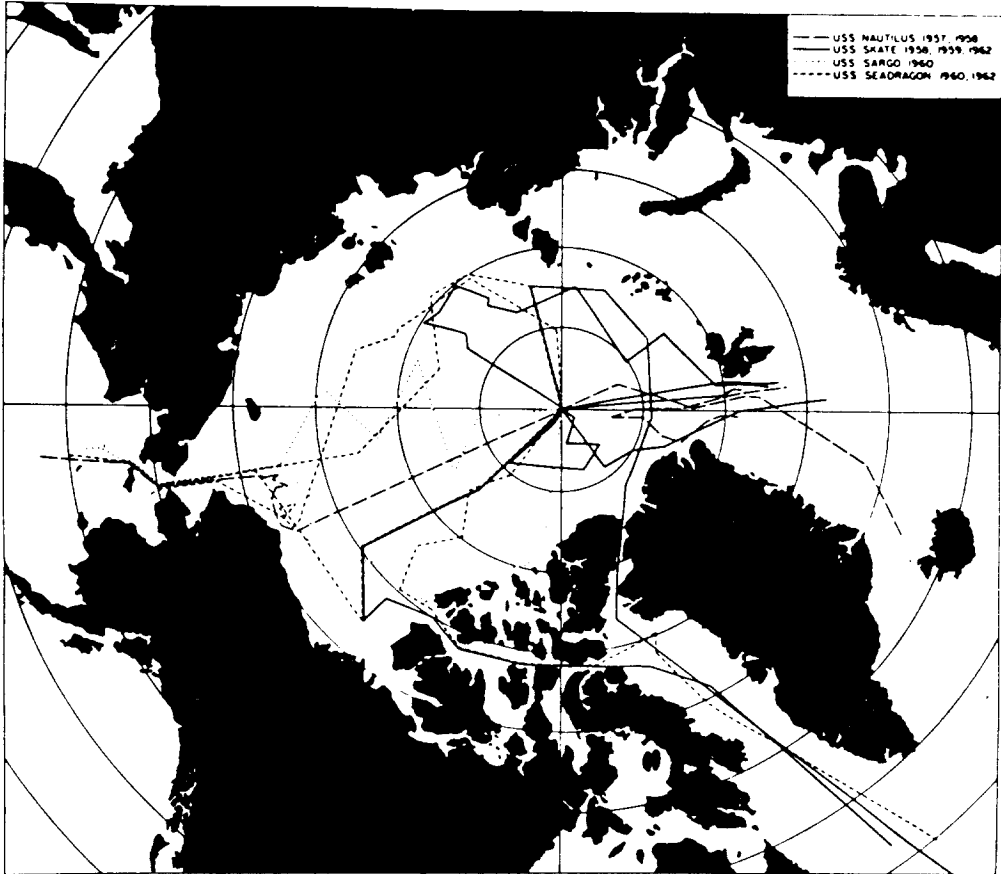 USS NAUTILUS 1957, 1958
USS SKATE 1958, 1959, 1962
USS SARGO 1960
USS SEADRAGON 1960, 1962